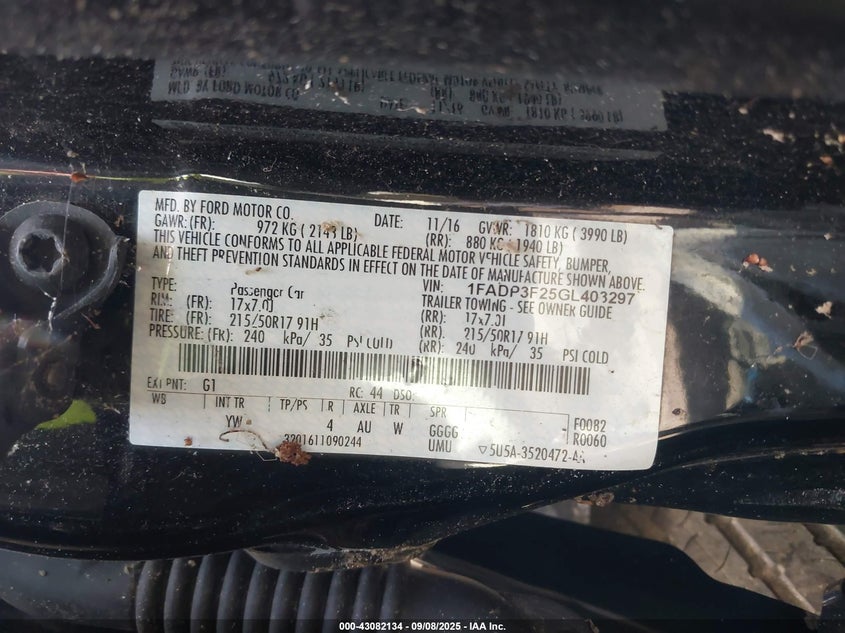 MFD. BY FORD MOTOR CO. DATE: 11/16 GVWR: 1810 KG ( 3990 LB)
GAWR: (FR): 972 KG ( 2143 LB) (RR): 880 KG 1940 LB)
THIS VEHICLE CONFORMS TO ALL APPLICABLE FEDERAL MOTOR VEHICLE SAFETY, BUMPER,
AND THEFT PREVENTION STANDARDS IN EFFECT ON THE DATE OF MANUFACTURE SHOWN ABOVE.
VIN: 1FADP3F25GL403297
TYPE: Passenger Car TRAILER TOWING - SEE OWNER GUIDE
RIM: (FR): 17x7.0J (RR): 17x7.0J
TIRE: (FR): 215/50R17 91H (RR): 215/50R17 91H
PRESSURE: (FR): 240 kPa/ 35 PSI COLD (RR): 240 kPa/ 35 PSI COLD
EXT PNT: G1 RC: 44 DSO:
WB INT TR TP/PS R AXLE TR SPR F0082
YW 4 AU W GGGG R0060
3201611090244 UMU ▽5U5A-3520472-AA
000-43082134 - 09/08/2025 - IAA Inc.